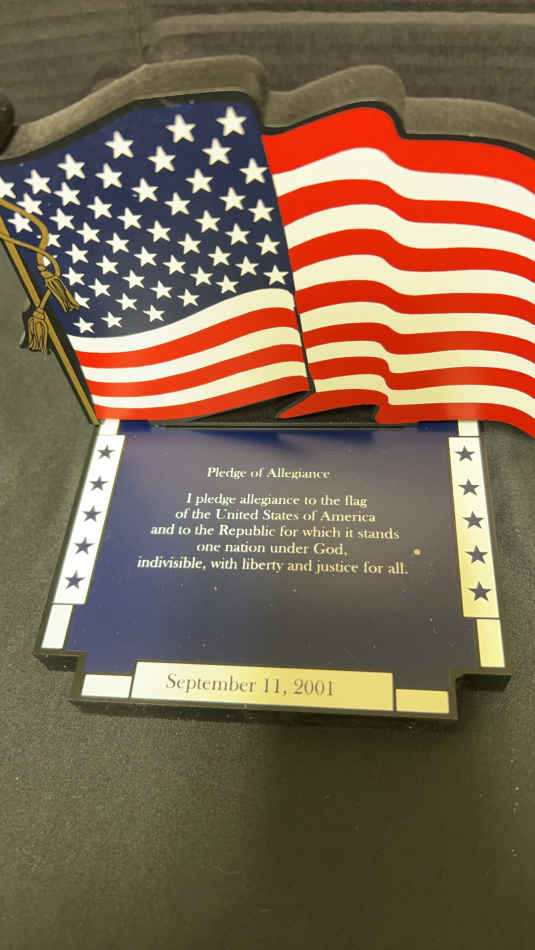 Pledge of Allegiance
I pledge allegiance to the flag
of the United States of America
and to the Republic for which it stands
one nation under God,
indivisible, with liberty and justice for all.
September 11, 2001